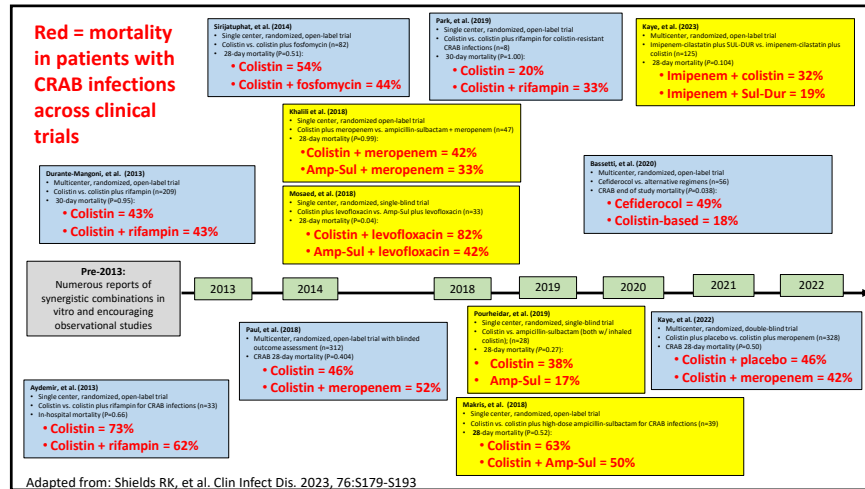 Red = mortality
in patients with
CRAB infections
across clinical
trials
Sirijatuphat, et al. (2014)
• Single center, randomized, open-label trial
• Colistin vs. colistin plus fosfomycin (n=82)
• 28-day mortality (P=0.51):
• Colistin = 54%
• Colistin + fosfomycin = 44%
Park, et al. (2019)
• Single center, randomized, open-label trial
• Colistin vs. colistin plus rifampin for colistin-resistant
CRAB infections (n=8)
• 30-day mortality (P=1.00):
• Colistin = 20%
• Colistin + rifampin = 33%
Kaye, et al. (2023)
• Multicenter, randomized, open-label trial
• Imipenem-cilastatin plus SUL-DUR vs. imipenem-cilastatin plus
colistin (n=125)
• 28-day mortality (P=0.104)
• Imipenem + colistin = 32%
• Imipenem + Sul-Dur = 19%
Khalili et al. (2018)
• Single center, randomized open-label trial
• Colistin plus meropenem vs. ampicillin-sulbactam + meropenem (n=47)
• 28-day mortality (P=0.99):
• Colistin + meropenem = 42%
• Amp-Sul + meropenem = 33%
Durante-Mangoni, et al. (2013)
• Multicenter, randomized, open-label trial
• Colistin vs. colistin plus rifampin (n=209)
• 30-day mortality (P=0.95):
• Colistin = 43%
• Colistin + rifampin = 43%
Mosaed, et al. (2018)
• Single center, randomized, single-blind trial
• Colistin plus levofloxacin vs. Amp-Sul plus levofloxacin (n=33)
• 28-day mortality (P=0.04):
• Colistin + levofloxacin = 82%
• Amp-Sul + levofloxacin = 42%
Bassetti, et al. (2020)
• Multicenter, randomized, open-label trial
• Cefiderocol vs. alternative regimens (n=56)
• CRAB end of study mortality (P=0.038):
• Cefiderocol = 49%
• Colistin-based = 18%
Pre-2013:
Numerous reports of
synergistic combinations in
vitro and encouraging
observational studies
2013
2014
2018
2019
2020
2021
2022
Paul, et al. (2018)
• Multicenter, randomized, open-label trial with blinded
outcome assessment (n=312)
• CRAB 28-day mortality (P=0.404)
• Colistin = 46%
• Colistin + meropenem = 52%
Pourheidar, et al. (2019)
• Single center, randomized, single-blind trial
• Colistin vs. ampicillin-sulbactam (both w/ inhaled
colistin); (n=28)
• 28-day mortality (P=0.27):
• Colistin = 38%
• Amp-Sul = 17%
Kaye, et al. (2022)
• Multicenter, randomized, double-blind trial
• Colistin plus placebo vs. colistin plus meropenem (n=328)
• CRAB 28-day mortality (P=0.50)
• Colistin + placebo = 46%
• Colistin + meropenem = 42%
Aydemir, et al. (2013)
• Single center, randomized, open-label trial
• Colistin vs. colistin plus rifampin for CRAB infections (n=33)
• In-hospital mortality (P=0.66)
• Colistin = 73%
• Colistin + rifampin = 62%
Makris, et al. (2018)
• Single center, randomized, open-label trial
• Colistin vs. colistin plus high-dose ampicillin-sulbactam for CRAB infections (n=39)
• 28-day mortality (P=0.52):
• Colistin = 63%
• Colistin + Amp-Sul = 50%
Adapted from: Shields RK, et al. Clin Infect Dis. 2023, 76:S179-S193